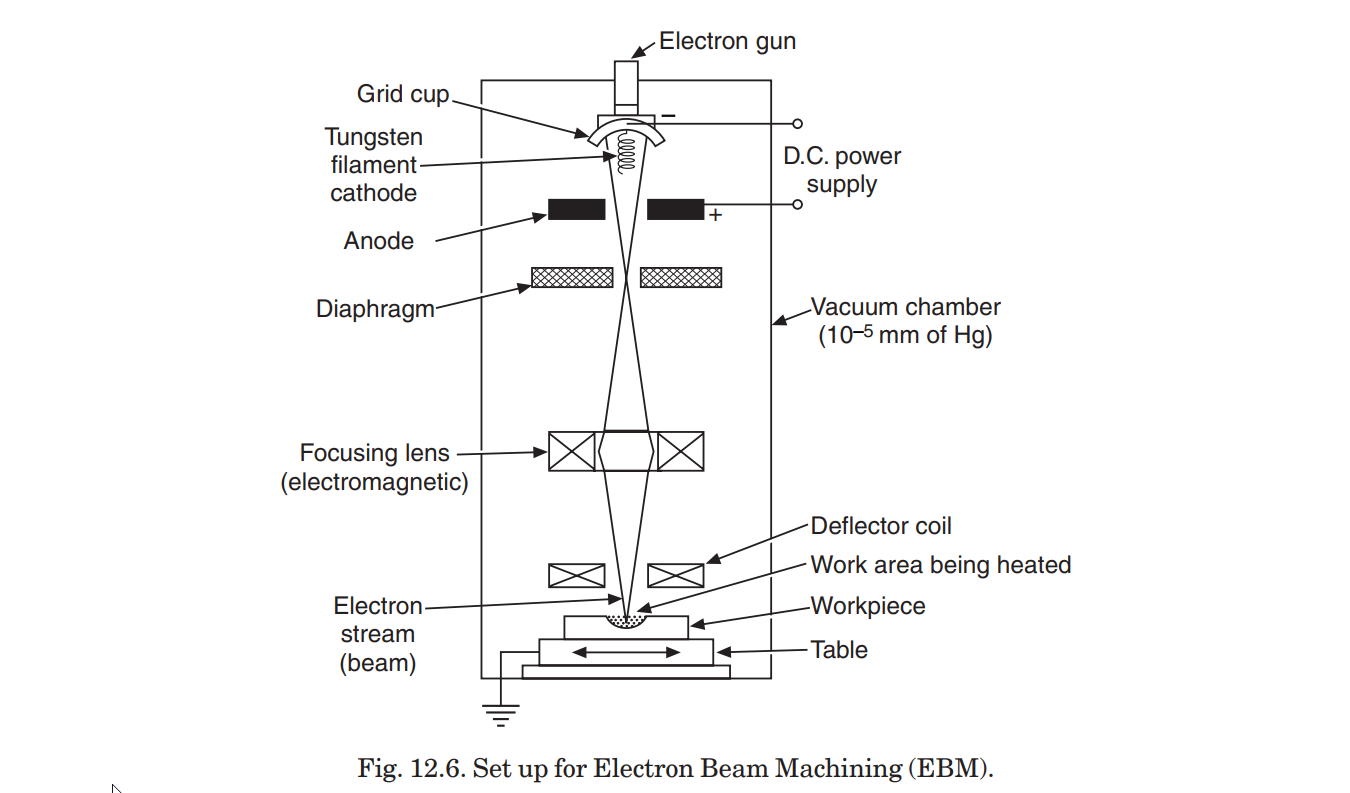 Electron gun
Grid cup
–
Tungsten
filament
cathode
D.C. power
supply
Anode
+
Diaphragm
Vacuum chamber
(10–5 mm of Hg)
Focusing lens
(electromagnetic)
Deflector coil
Work area being heated
Electron
stream
(beam)
Workpiece
Table
Fig. 12.6. Set up for Electron Beam Machining (EBM).